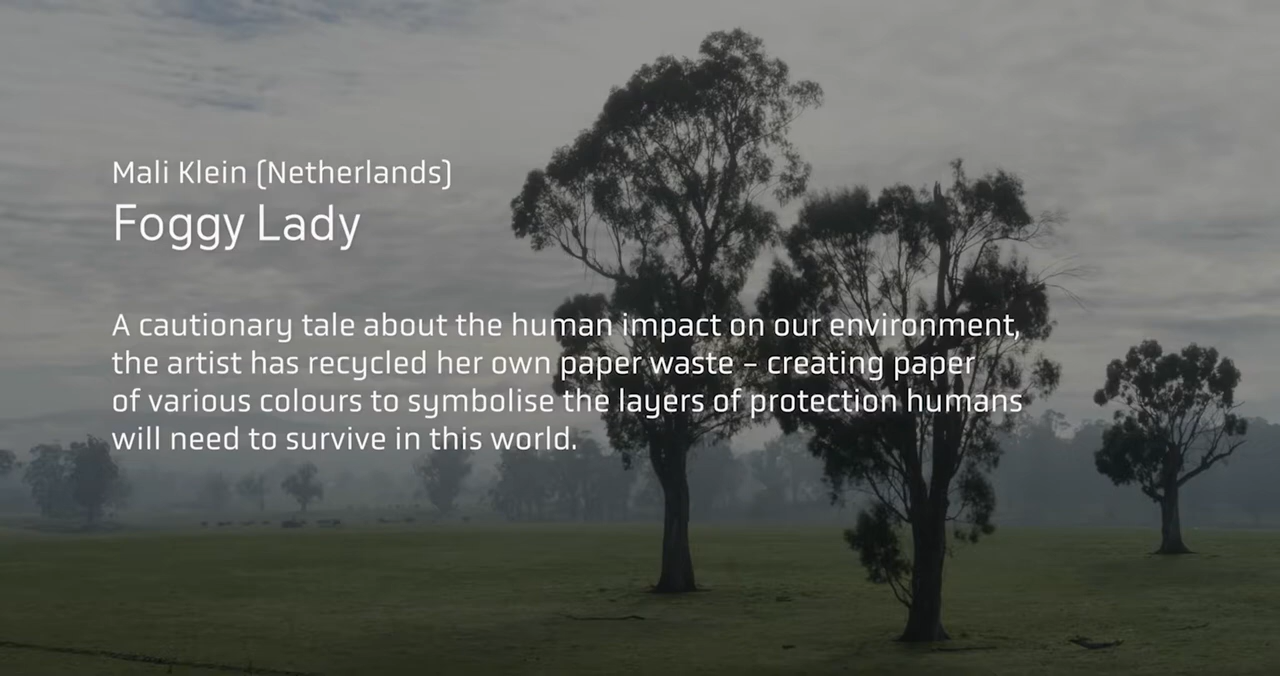 Mali Klein (Netherlands)
Foggy Lady
A cautionary tale about the human impact on our environment,
the artist has recycled her own paper waste – creating paper
of various colours to symbolise the layers of protection humans
will need to survive in this world.